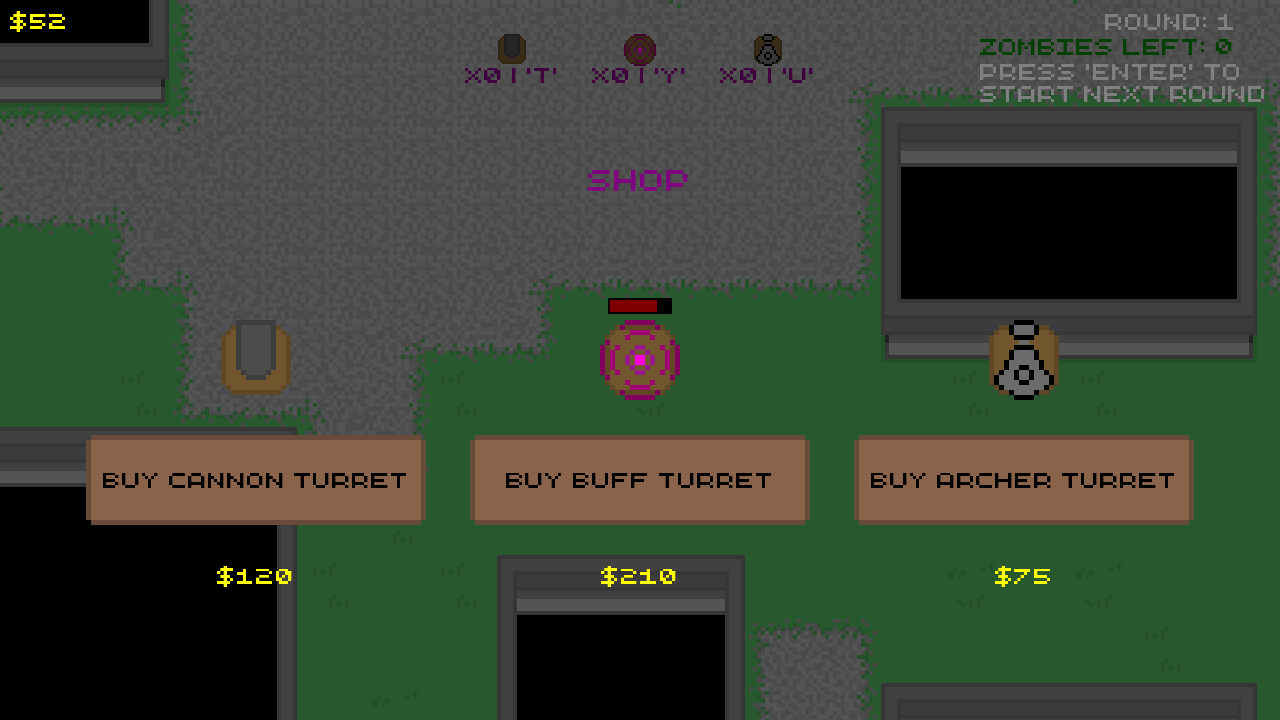 $52
ROUND: 1
ZOMBIES LEFT: 0
PRESS 'ENTER' TO
START NEXT ROUND
X0 | 'T'
X0 | 'Y'
X0 | 'U'
SHOP
BUY CANNON TURRET
BUY BUFF TURRET
BUY ARCHER TURRET
$120
$210
$75